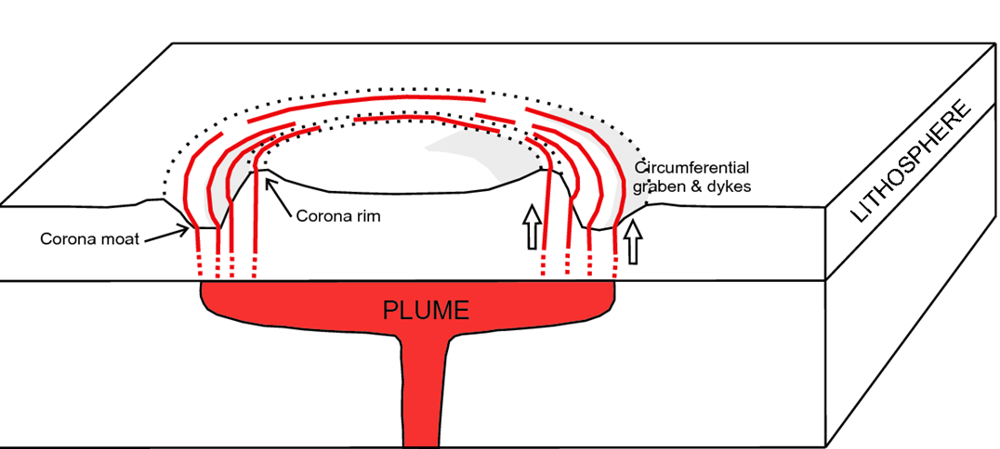 Circumferential
graben & dykes
LITHOSPHERE
Corona rim
Corona moat
PLUME